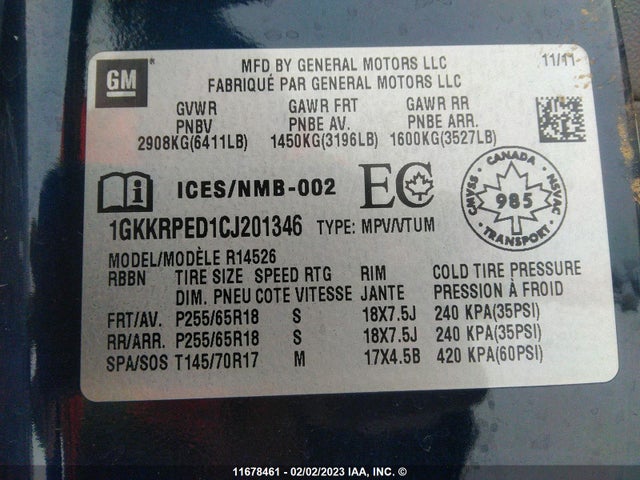 GM
MFD BY GENERAL MOTORS LLC 11/11
FABRIQUÉ PAR GENERAL MOTORS LLC
GVWR GAWR FRT GAWR RR
PNBV PNBE AV. PNBE ARR.
2908KG(6411LB) 1450KG(3196LB) 1600KG(3527LB)
i ICES/NMB-002 EC
CMVSS CANADA NSVAC
985
TRANSPORT
1GKKRPED1CJ201346 TYPE: MPV/VTUM
MODEL/MODÈLE R14526
RBBN TIRE SIZE SPEED RTG RIM COLD TIRE PRESSURE
DIM. PNEU COTE VITESSE JANTE PRESSION À FROID
FRT/AV. P255/65R18 S 18X7.5J 240 KPA(35PSI)
RR/ARR. P255/65R18 S 18X7.5J 240 KPA(35PSI)
SPA/SOS T145/70R17 M 17X4.5B 420 KPA(60PSI)
11678461 - 02/02/2023 IAA, INC. ©